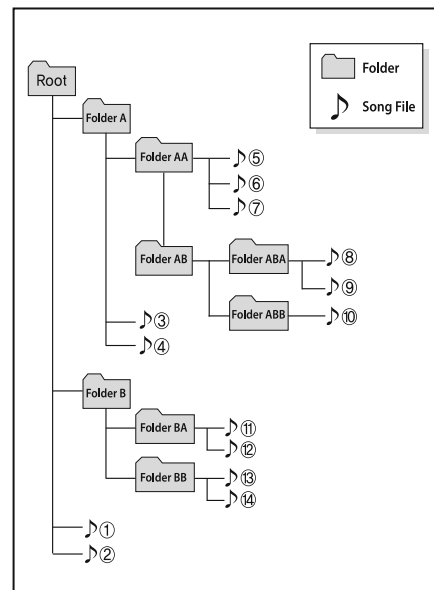 Folder
Song File
Root
Folder A
Folder AA
⑤
⑥
⑦
Folder AB
Folder ABA
⑧
⑨
Folder ABB
⑩
③
④
Folder B
Folder BA
⑪
⑫
Folder BB
⑬
⑭
①
②